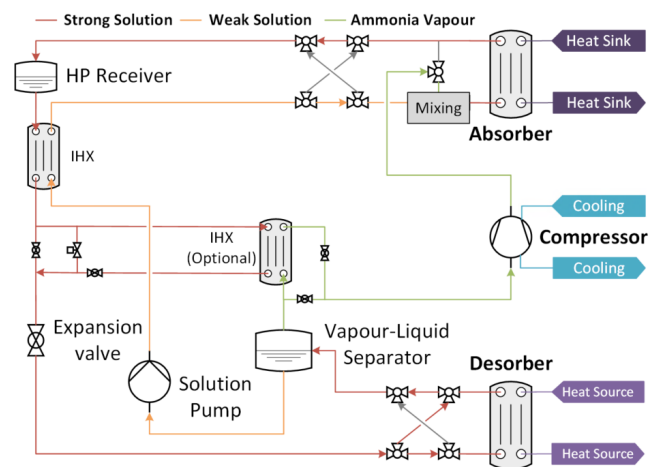 Strong Solution
Weak Solution
Ammonia Vapour
Heat Sink
HP Receiver
Mixing
Heat Sink
Absorber
IHX
Cooling
IHX
(Optional)
Compressor
Cooling
Expansion
valve
Vapour-Liquid
Separator
Desorber
Solution
Pump
Heat Source
Heat Source